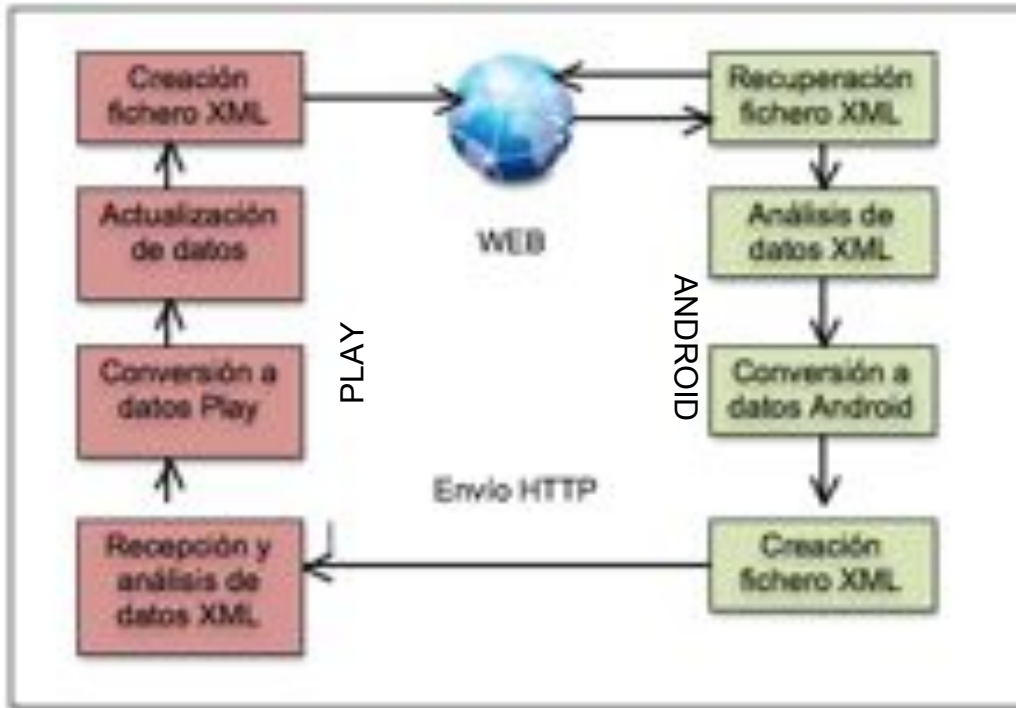 Creación
fichero XML
Recuperación
fichero XML
Actualización
de datos
WEB
Análisis de
datos XML
PLAY
ANDROID
Conversión a
datos Play
Conversión a
datos Android
Envío HTTP
Recepción y
análisis de
datos XML
Creación
fichero XML